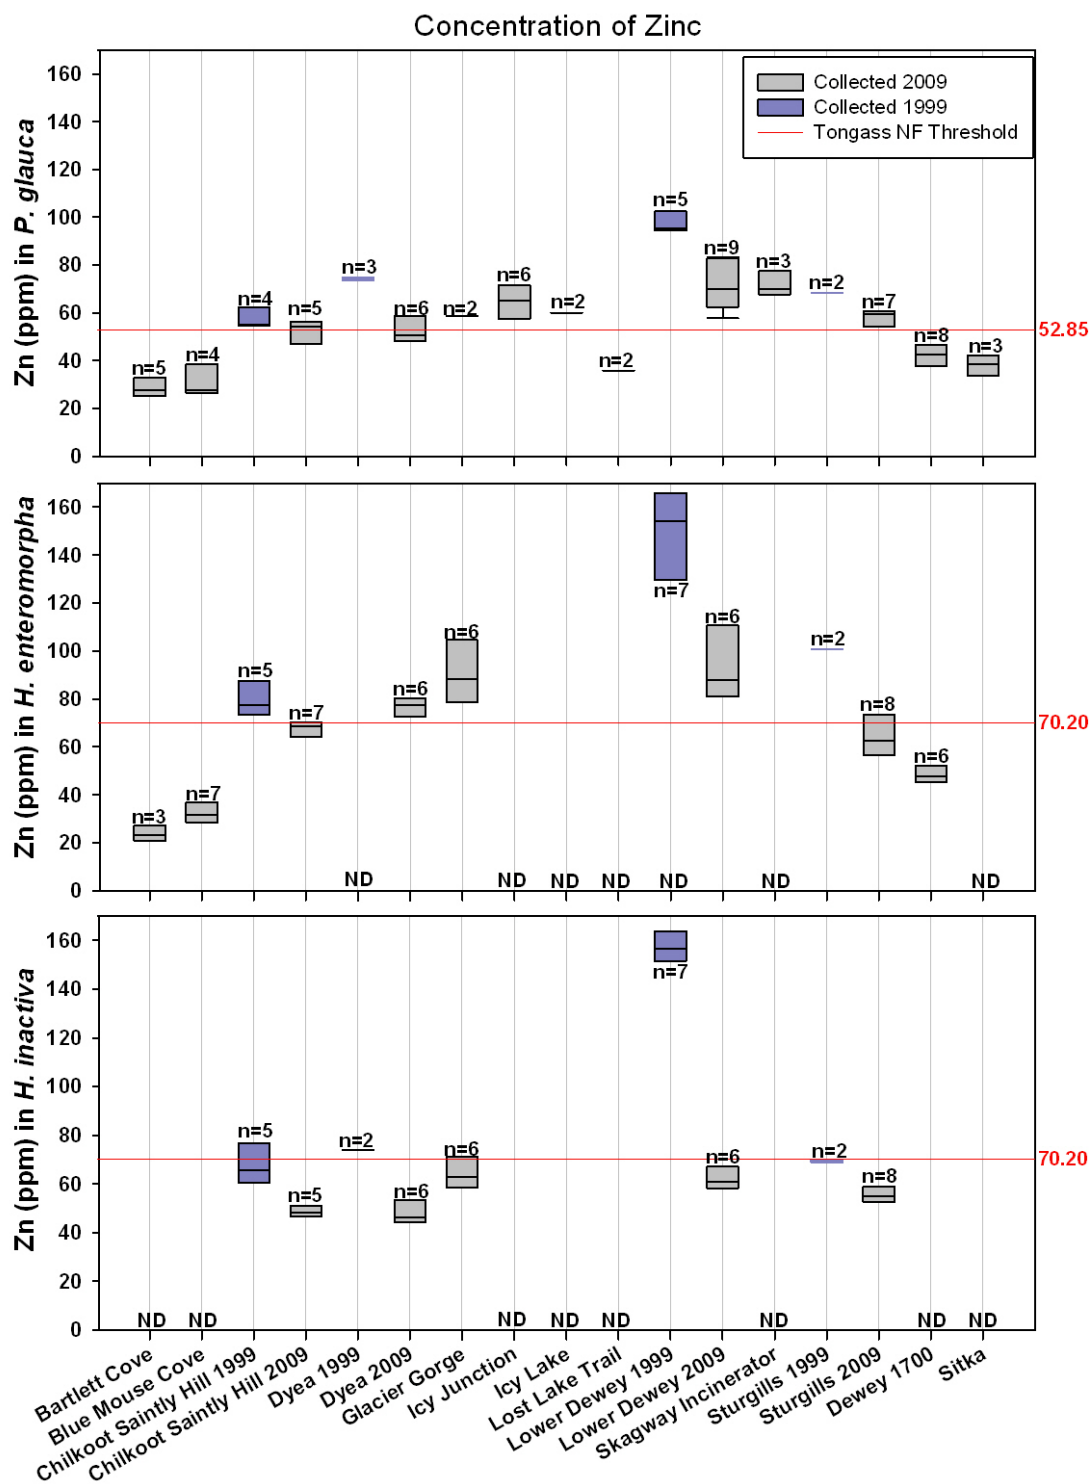 Concentration of Zinc
Collected 2009
Collected 1999
Tongass NF Threshold
Zn (ppm) in P. glauca
160
140
120
100
80
60
40
20
0
n=5
n=4
n=4
n=5
n=3
n=6
n=2
n=6
n=2
n=2
n=5
n=9
n=3
n=2
n=7
n=8
n=3
52.85
Zn (ppm) in H. enteromorpha
160
140
120
100
80
60
40
20
0
n=3
n=7
n=5
n=7
ND
n=6
n=6
ND
ND
ND
n=7
ND
n=6
ND
n=2
n=8
n=6
ND
70.20
Zn (ppm) in H. inactiva
160
140
120
100
80
60
40
20
0
ND
ND
n=5
n=5
n=2
n=6
n=6
ND
ND
ND
n=7
n=6
ND
n=2
n=8
ND
ND
70.20
Bartlett Cove
Blue Mouse Cove
Chilkoot Saintly Hill 1999
Chilkoot Saintly Hill 2009
Dyea 1999
Dyea 2009
Glacier Gorge
Icy Junction
Icy Lake
Lost Lake Trail
Lower Dewey 1999
Lower Dewey 2009
Skagway Incinerator
Sturgills 1999
Sturgills 2009
Dewey 1700
Sitka